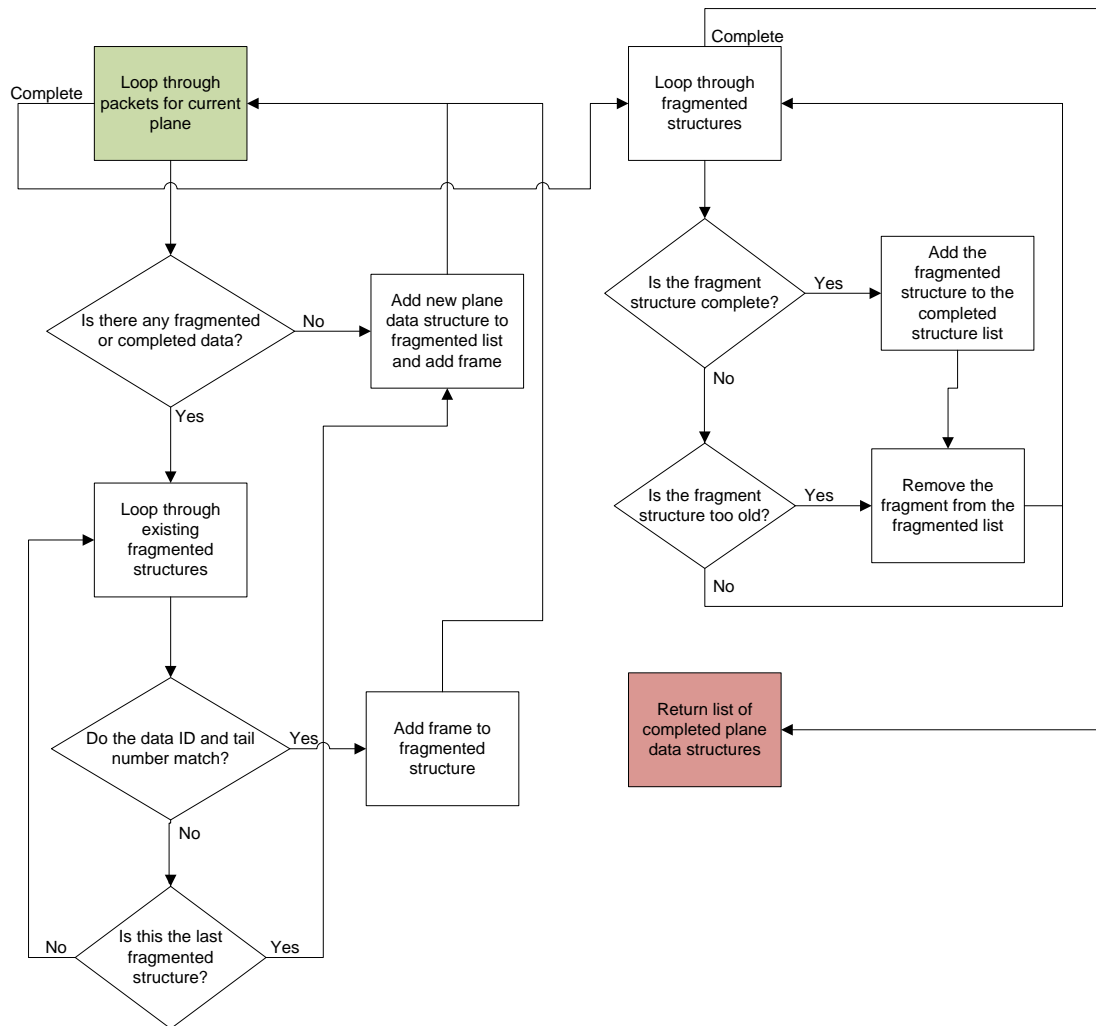 Complete
Loop through
packets for current
plane
Is there any fragmented
or completed data?
No
Add new plane
data structure to
fragmented list
and add frame
Yes
Loop through
existing
fragmented
structures
Do the data ID and tail
number match?
Yes
Add frame to
fragmented
structure
No
Is this the last
fragmented
structure?
No
Yes
Complete
Loop through
fragmented
structures
Is the fragment
structure complete?
Yes
Add the
fragmented
structure to the
completed
structure list
No
Is the fragment
structure too old?
Yes
Remove the
fragment from the
fragmented list
No
Return list of
completed plane
data structures